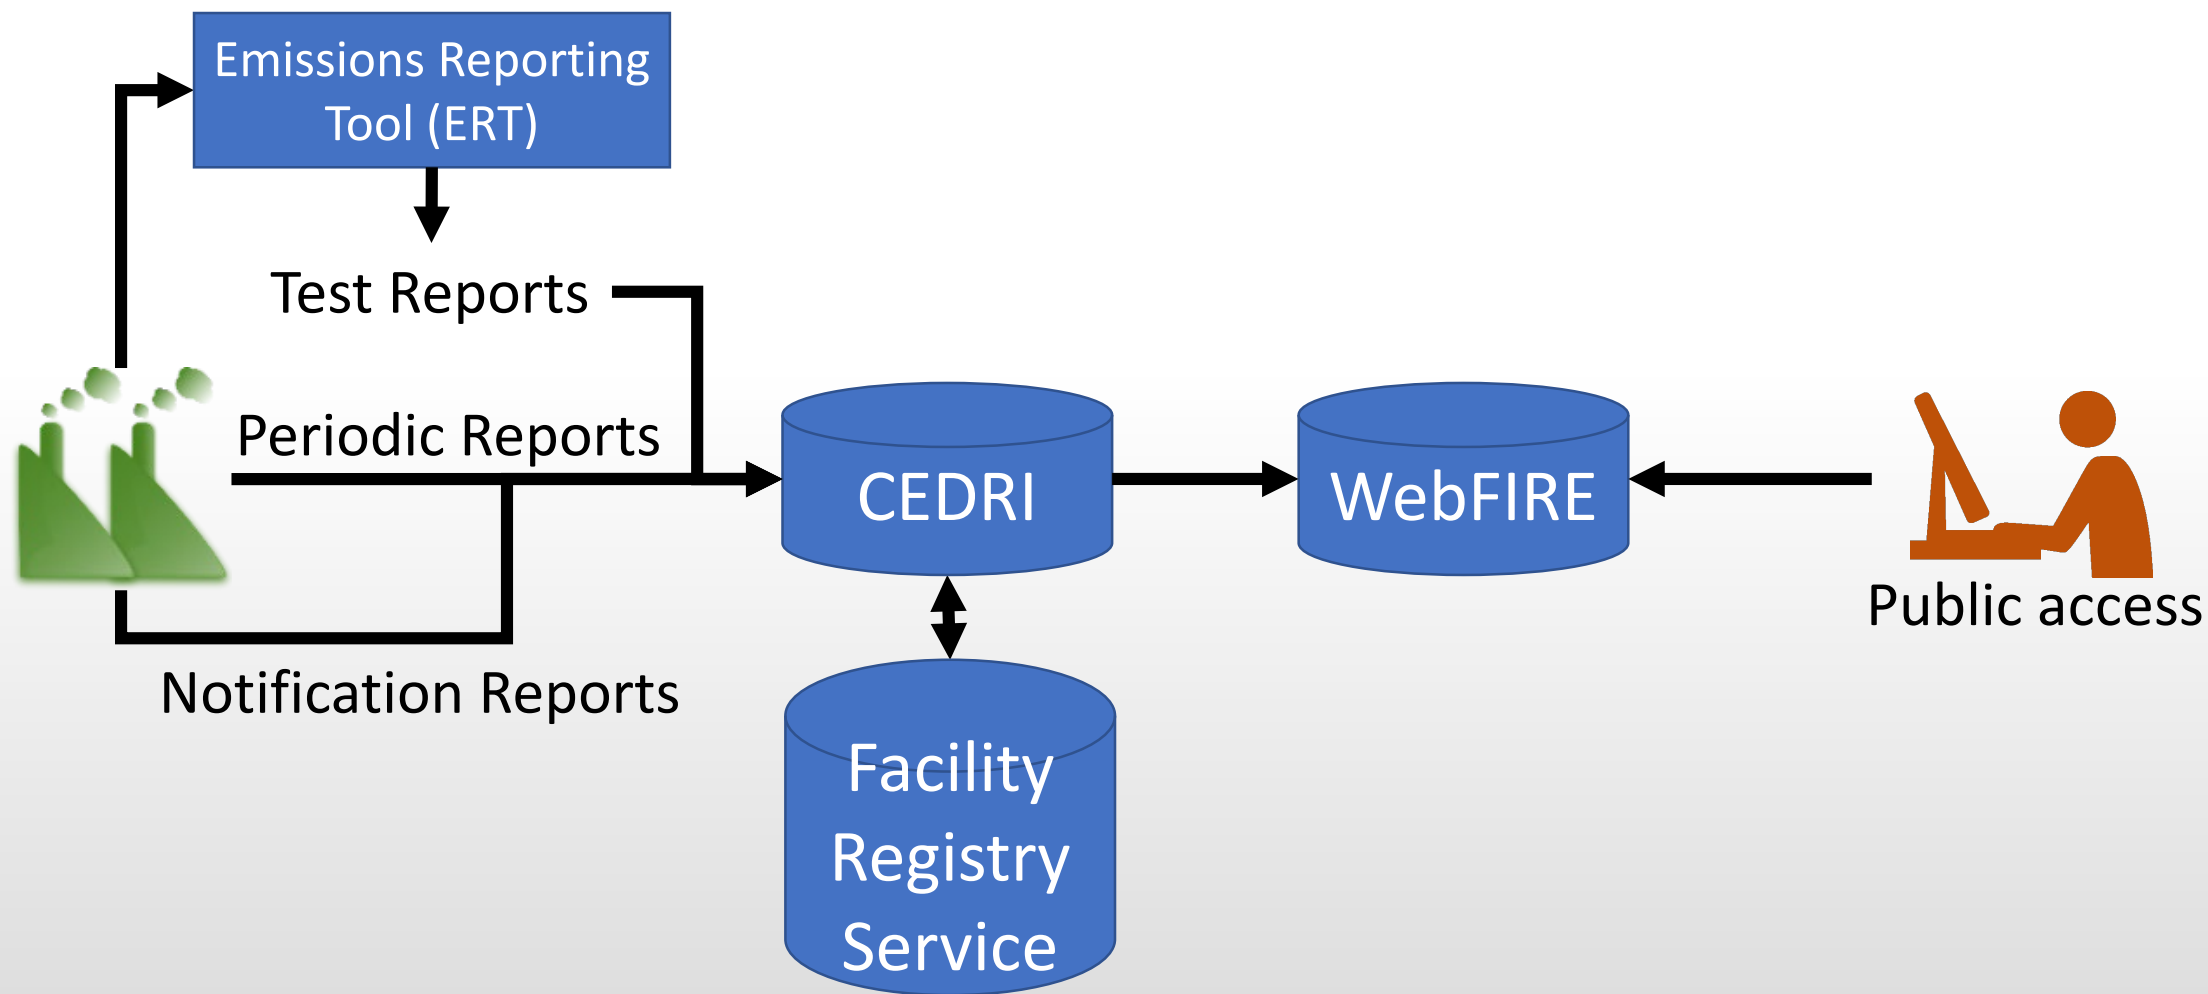 Emissions Reporting
Tool (ERT)
Test Reports
Periodic Reports
CEDRI
WebFIRE
Public access
Notification Reports
Facility
Registry
Service